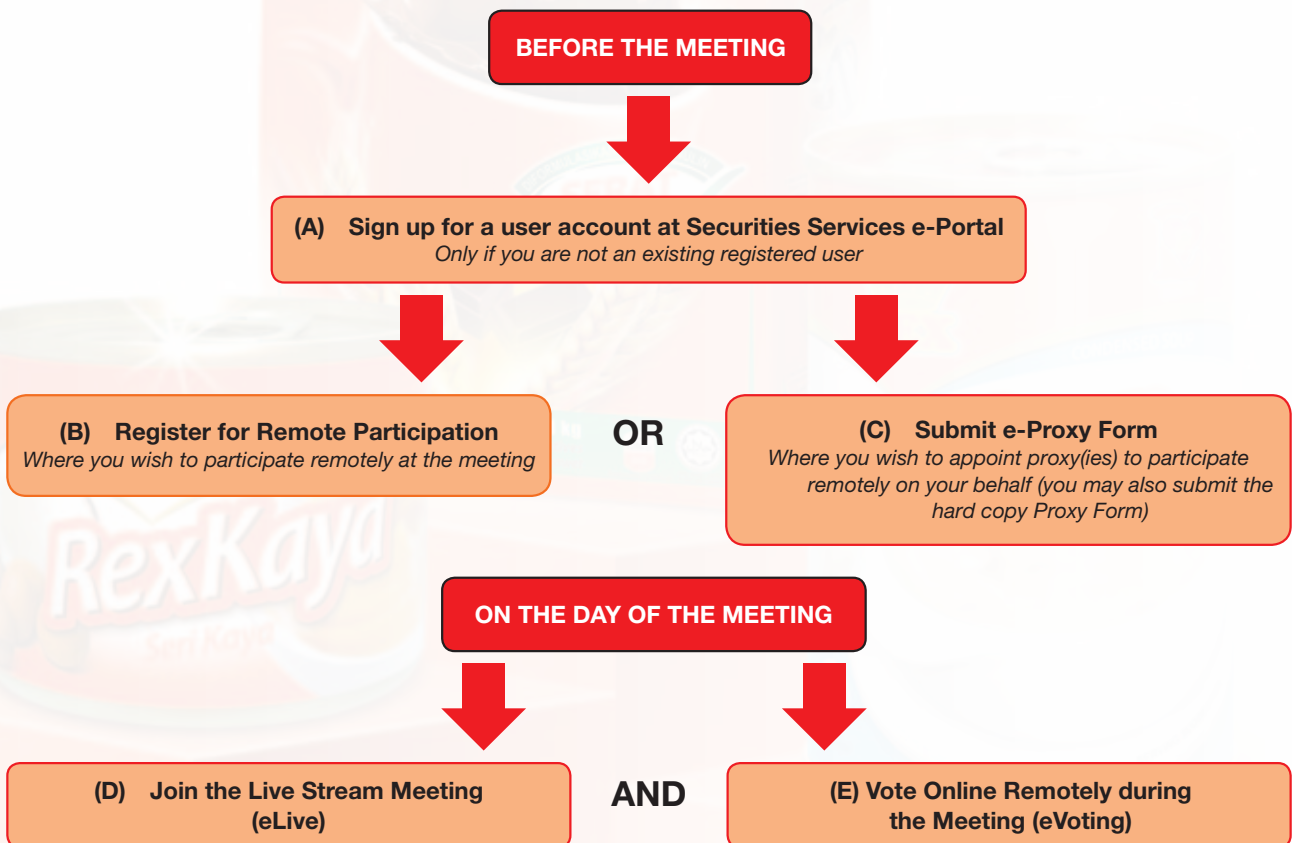 BEFORE THE MEETING
(A) Sign up for a user account at Securities Services e-Portal
Only if you are not an existing registered user
(B) Register for Remote Participation
Where you wish to participate remotely at the meeting
OR
(C) Submit e-Proxy Form
Where you wish to appoint proxy(ies) to participate
remotely on your behalf (you may also submit the
hard copy Proxy Form)
RexKaya
Seri Kaya
ON THE DAY OF THE MEETING
(D) Join the Live Stream Meeting
(eLive)
AND
(E) Vote Online Remotely during
the Meeting (eVoting)